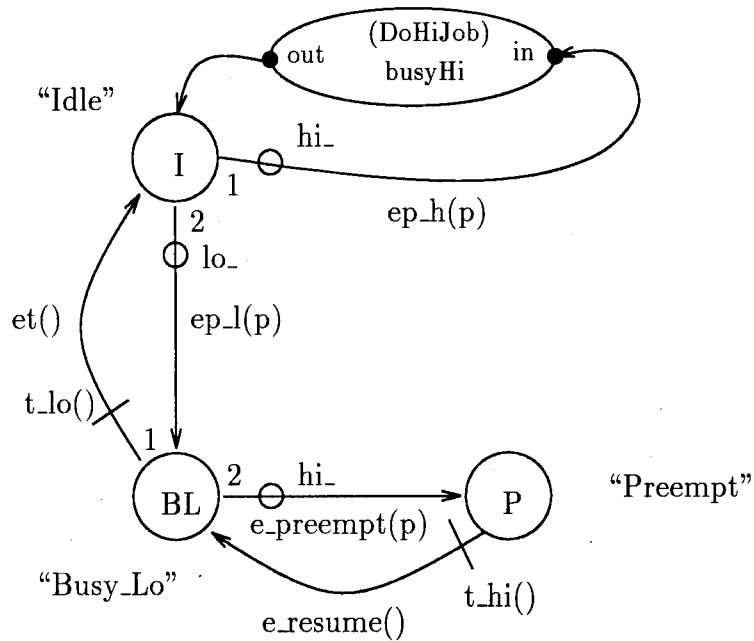 (DoHiJob)
out
in
busyHi
“Idle”
hi_
I
1
ep_h(p)
2
lo_
et()
ep_l(p)
t_lo()
1
2
hi_
“Preempt”
BL
P
e_preempt(p)
“Busy_Lo”
t_hi()
e_resume()